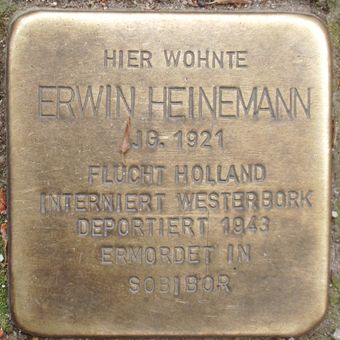 HIER WOHNTE
ERWIN HEINEMANN
JG. 1921
FLUCHT HOLLAND
INTERNIERT WESTERBORK
DEPORTIERT 1943
ERMORDET IN
SOBIBOR